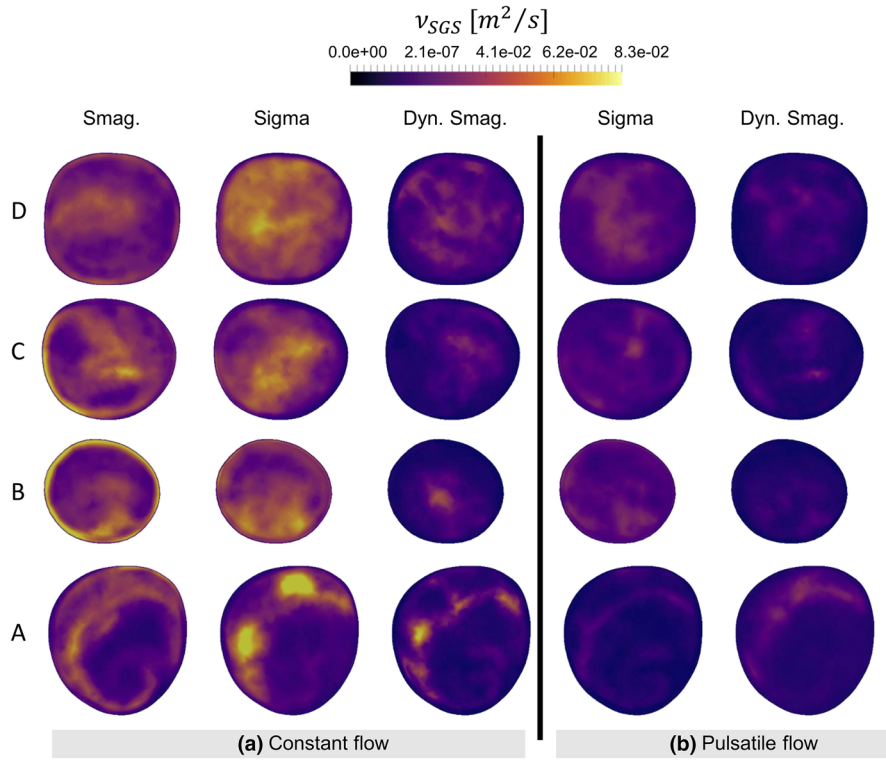 ν_SGS [m²/s]
0.0e+00 2.1e-07 4.1e-02 6.2e-02 8.3e-02
Smag. Sigma Dyn. Smag. Sigma Dyn. Smag.
D
C
B
A
(a) Constant flow (b) Pulsatile flow